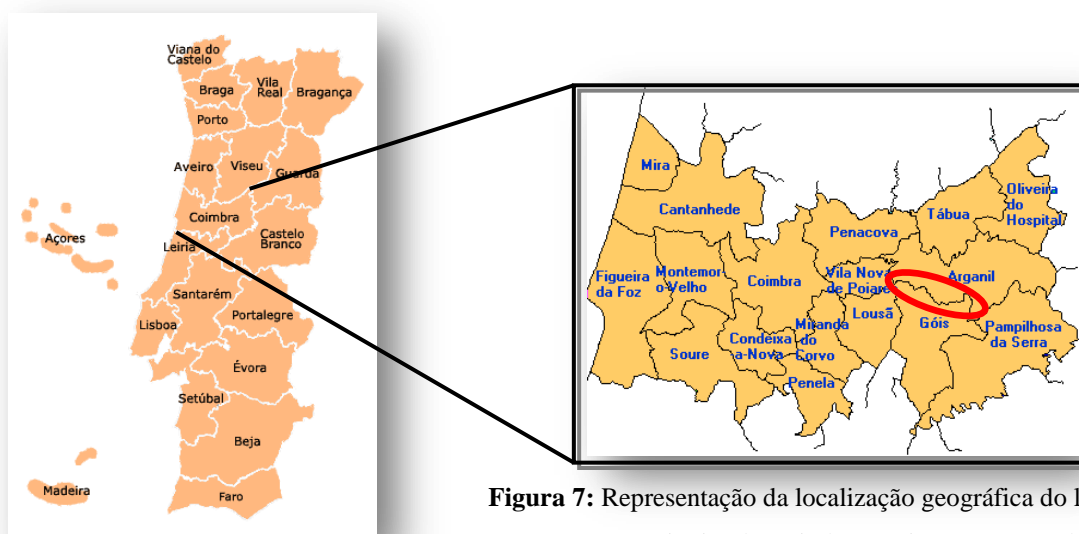 Viana do
Castelo
Braga
Vila
Real
Bragança
Porto
Aveiro
Viseu
Guarda
Coimbra
Açores
Leiria
Castelo
Branco
Santarém
Lisboa
Portalegre
Évora
Setúbal
Beja
Madeira
Faro
Mira
Cantanhede
Oliveira
do
Hospital
Tábua
Penacova
Figueira
da Foz
Montemor-
o-Velho
Coimbra
Vila Nova
de Poiares
Arganil
Lousã
Góis
Miranda
do
Corvo
Pampilhosa
da Serra
Condeixa
a-Nova
Soure
Penela
Figura 7: Representação da localização geográfica do l